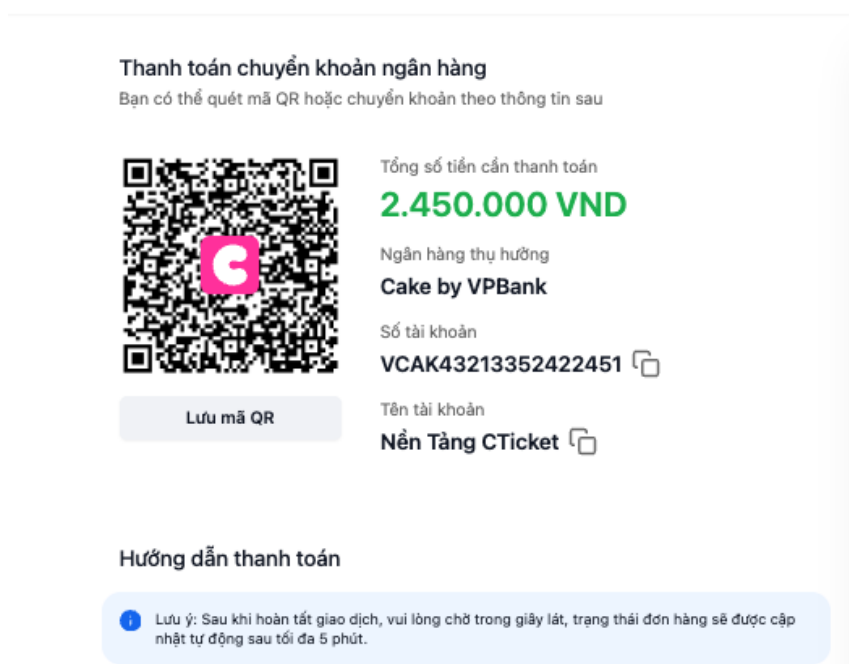 Thanh toán chuyển khoản ngân hàng
Bạn có thể quét mã QR hoặc chuyển khoản theo thông tin sau
Tổng số tiền cần thanh toán
2.450.000 VND
Ngân hàng thụ hưởng
Cake by VPBank
Số tài khoản
VCAK43213352422451
Tên tài khoản
Nền Tảng CTicket
Lưu mã QR
Hướng dẫn thanh toán
Lưu ý: Sau khi hoàn tất giao dịch, vui lòng chờ trong giây lát, trạng thái đơn hàng sẽ được cập
nhật tự động sau tối đa 5 phút.